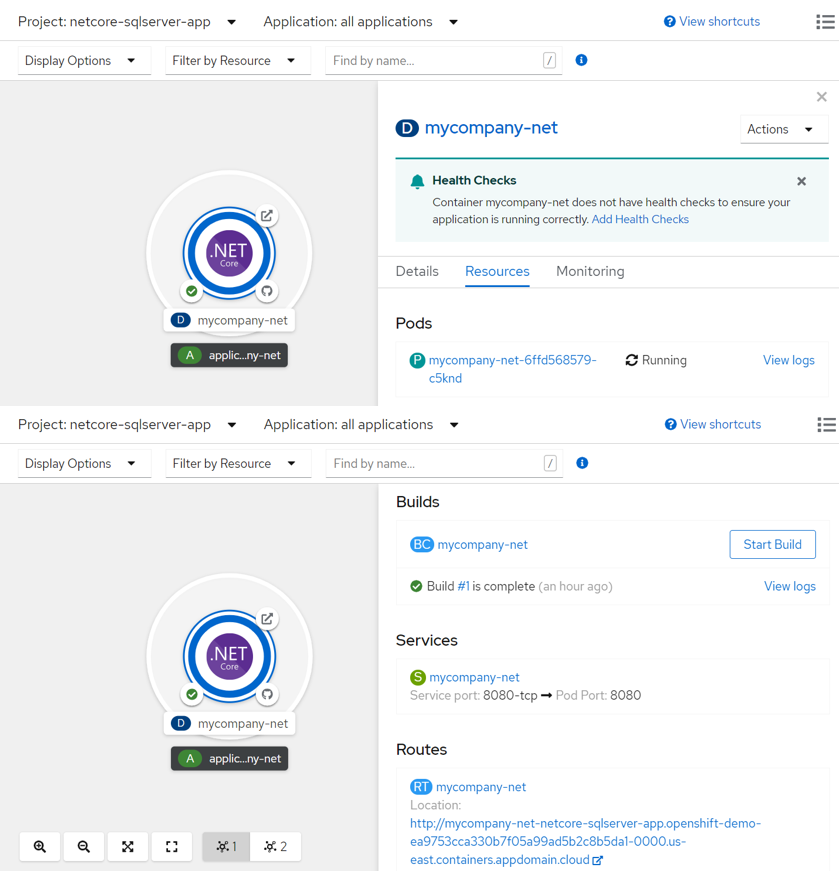 Project: netcore-sqlserver-app
Application: all applications
View shortcuts
Display Options
Filter by Resource
Find by name...
/
D mycompany-net
Actions
Health Checks
Container mycompany-net does not have health checks to ensure your
application is running correctly. Add Health Checks
Details
Resources
Monitoring
.NET
Core
D mycompany-net
A applic...ny-net
Pods
P mycompany-net-6ffd568579-
c5knd
Running
View logs
Project: netcore-sqlserver-app
Application: all applications
View shortcuts
Display Options
Filter by Resource
Find by name...
/
.NET
Core
D mycompany-net
A applic...ny-net
1
2
Builds
BC mycompany-net
Start Build
Build #1 is complete (an hour ago)
View logs
Services
S mycompany-net
Service port: 8080-tcp → Pod Port: 8080
Routes
RT mycompany-net
Location:
http://mycompany-net-netcore-sqlserver-app.openshift-demo-
ea9753cca330b7f05a99ad5b2c8b5da1-0000.us-
east.containers.appdomain.cloud